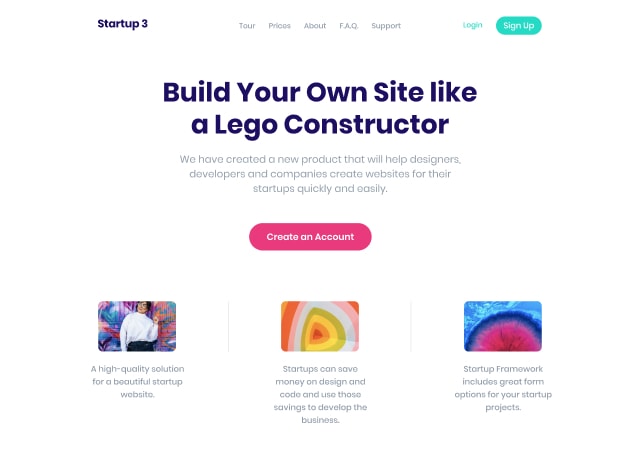 Startup 3
Tour
Prices
About
F.A.Q.
Support
Login
Sign Up
Build Your Own Site like
a Lego Constructor
We have created a new product that will help designers,
developers and companies create websites for their
startups quickly and easily.
Create an Account
A high-quality solution
for a beautiful startup
website.
Startups can save
money on design and
code and use those
savings to develop the
business.
Startup Framework
includes great form
options for your startup
projects.